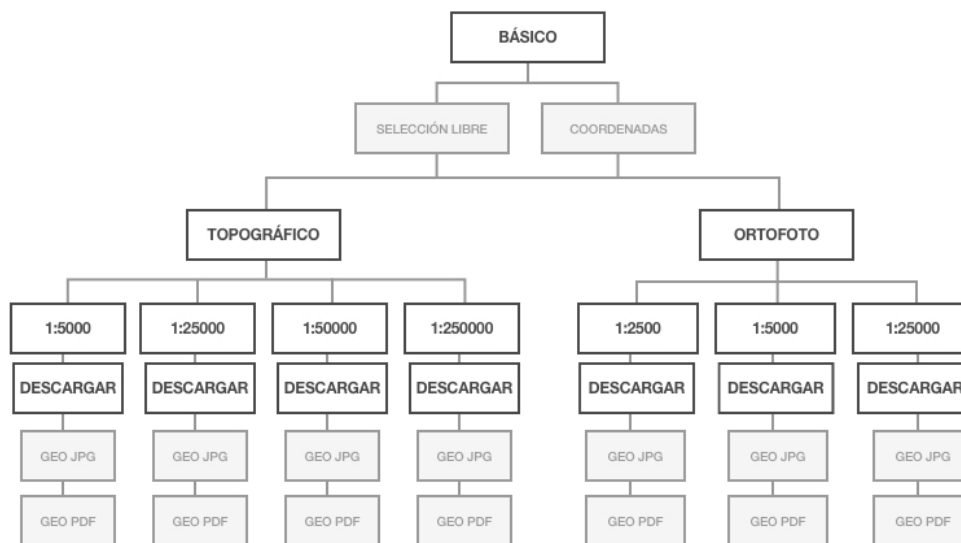 BÁSICO
SELECCIÓN LIBRE
COORDENADAS
TOPOGRÁFICO
ORTOFOTO
1:5000
1:25000
1:50000
1:250000
1:2500
1:5000
1:25000
DESCARGAR
DESCARGAR
DESCARGAR
DESCARGAR
DESCARGAR
DESCARGAR
DESCARGAR
GEO JPG
GEO JPG
GEO JPG
GEO JPG
GEO JPG
GEO JPG
GEO JPG
GEO PDF
GEO PDF
GEO PDF
GEO PDF
GEO PDF
GEO PDF
GEO PDF